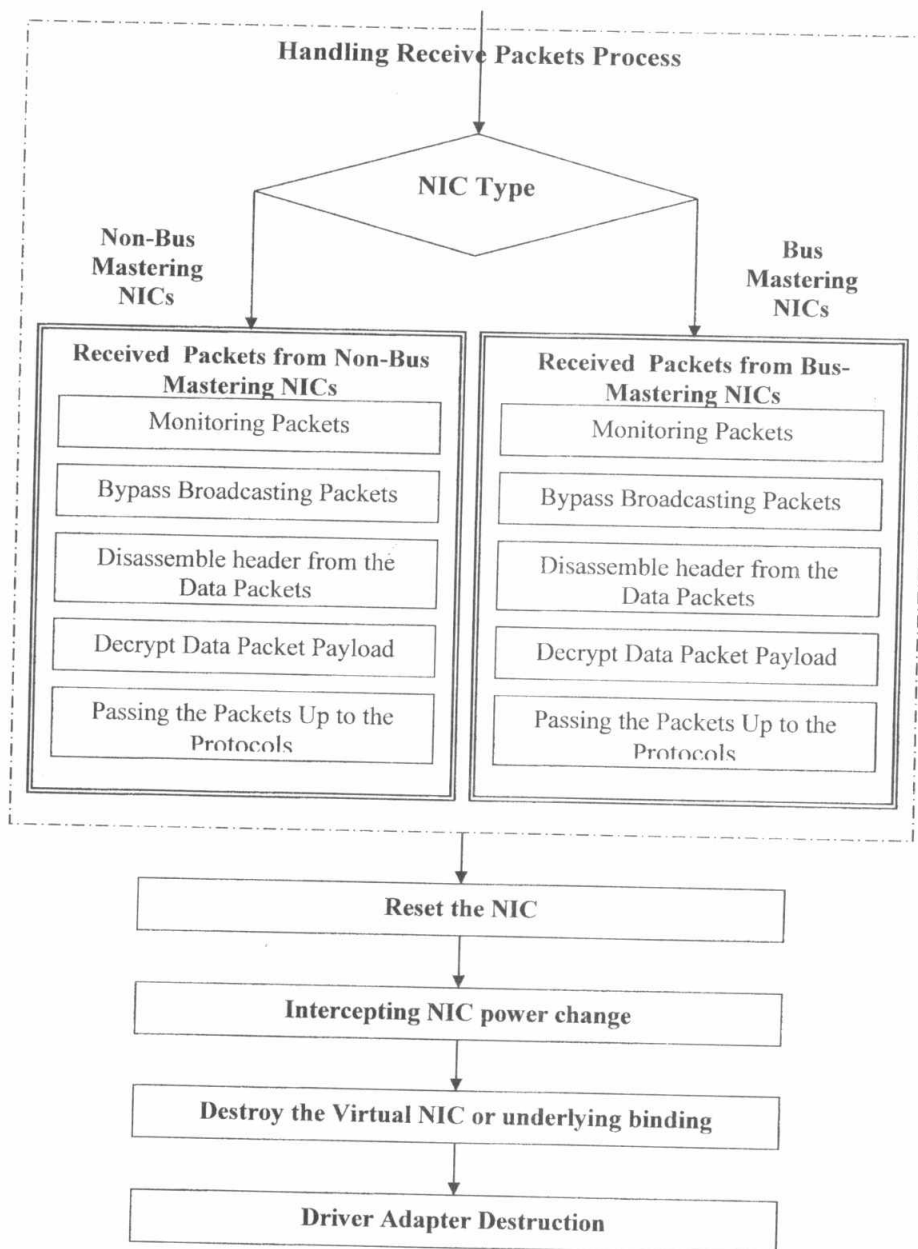 Handling Receive Packets Process
NIC Type
Non-Bus
Mastering
NICs
Bus
Mastering
NICs
Received Packets from Non-Bus
Mastering NICs
Monitoring Packets
Bypass Broadcasting Packets
Disassemble header from the
Data Packets
Decrypt Data Packet Payload
Passing the Packets Up to the
Protocols
Received Packets from Bus-
Mastering NICs
Monitoring Packets
Bypass Broadcasting Packets
Disassemble header from the
Data Packets
Decrypt Data Packet Payload
Passing the Packets Up to the
Protocols
Reset the NIC
Intercepting NIC power change
Destroy the Virtual NIC or underlying binding
Driver Adapter Destruction